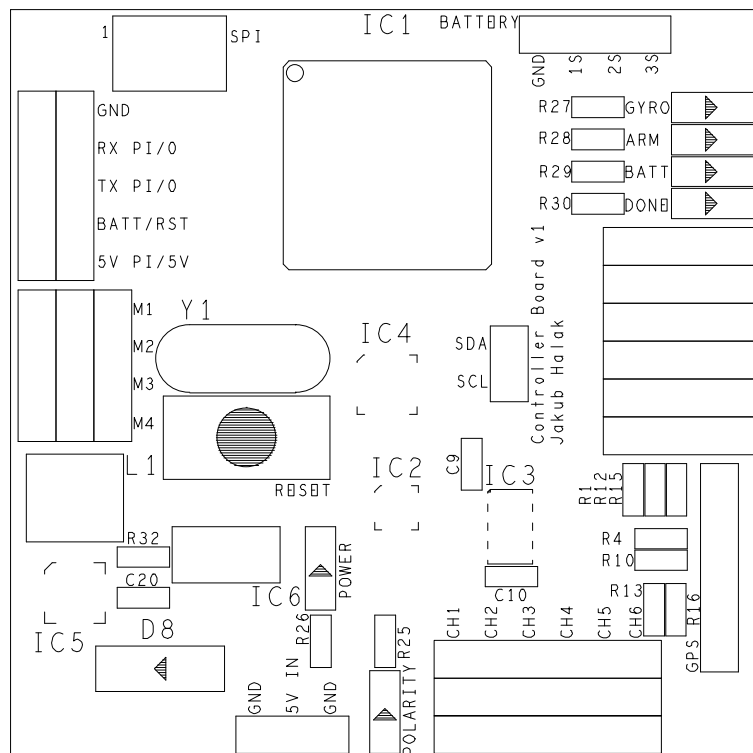 1
SPI
IC1
BATTERY
GND
1S
2S
3S
GND
RX PI/O
TX PI/O
BATT/RST
5V PI/5V
R27
GYRO
R28
ARM
R29
BATT
R30
DONE
M1
M2
M3
M4
Y1
IC4
SDA
SCL
Controller Board v1
Jakub Halak
L1
RESET
IC2
C9
IC3
R1
R12
R15
R32
C20
IC6
POWER
R4
R10
C10
IC5
D8
R26
R25
CH1
CH2
CH3
CH4
CH5
CH6
R13
R16
GPS
GND
5V IN
GND
POLARITY